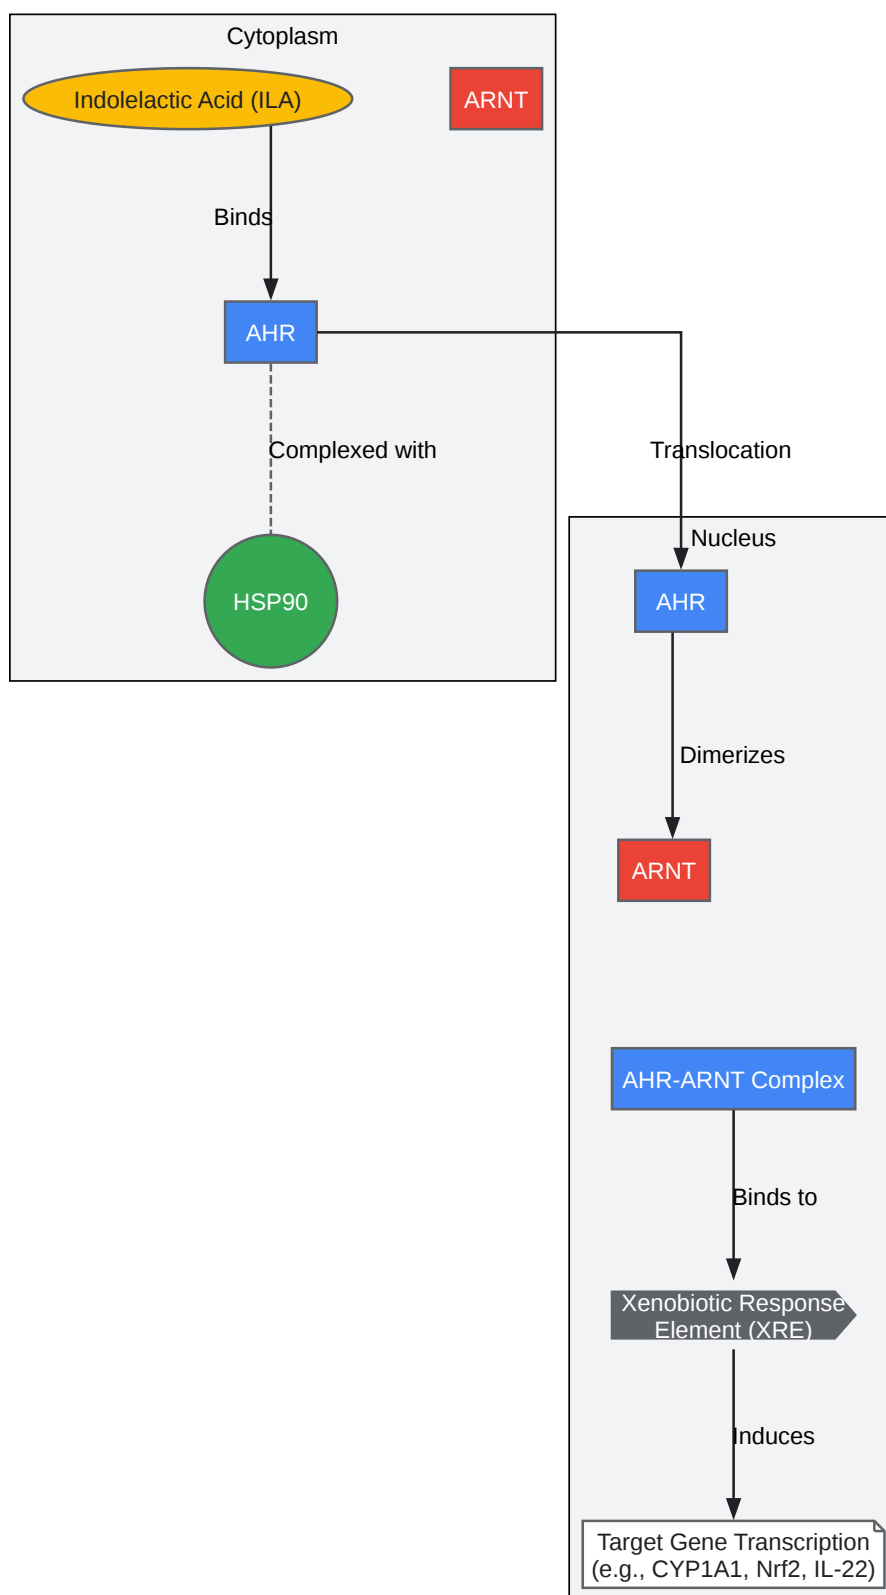 Cytoplasm
Indolelactic Acid (ILA)
ARNT
Binds
AHR
Complexed with
Translocation
HSP90
Nucleus
AHR
Dimerizes
ARNT
AHR-ARNT Complex
Binds to
Xenobiotic Response
Element (XRE)
Induces
Target Gene Transcription
(e.g., CYP1A1, Nrf2, IL-22)